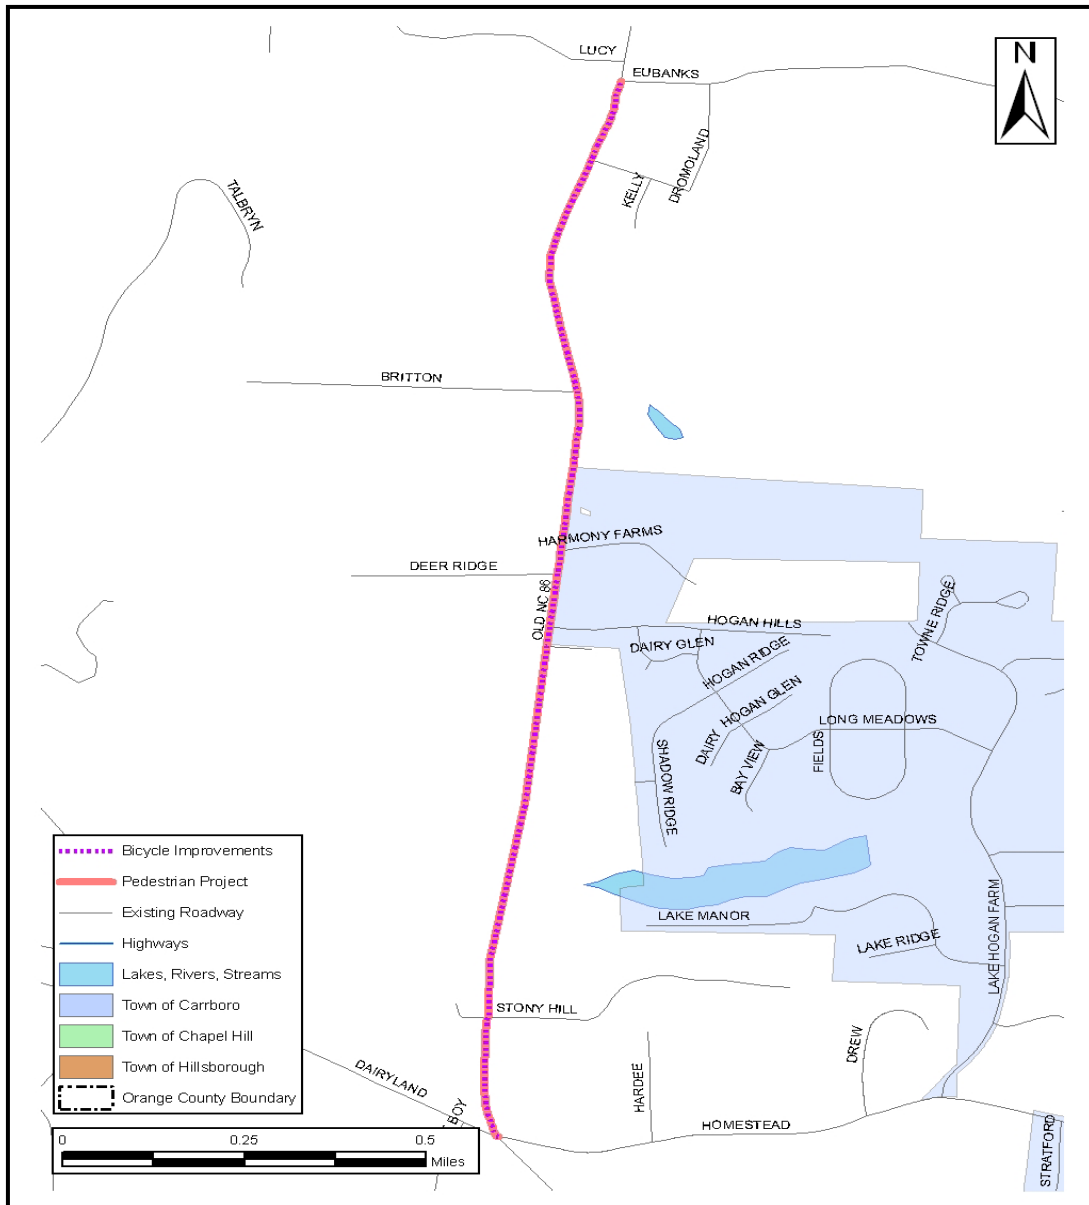 LUCY
EUBANKS
N
DROMOLAND
KELLY
TALBRYN
BRITTON
HARMONY FARMS
DEER RIDGE
OLD NC 86
TOWNE RIDGE
HOGAN HILLS
DAIRY GLEN
HOGAN RIDGE
HOGAN GLEN
DAIRY
LONG MEADOWS
FIELDS
BAY VIEW
SHADOW RIDGE
LAKE MANOR
LAKE RIDGE
LAKE HOGAN FARM
STONY HILL
DREW
HARDEE
DAIRYLAND
BOY
HOMESTEAD
STRATFORD
Bicycle Improvements
Pedestrian Project
Existing Roadway
Highways
Lakes, Rivers, Streams
Town of Carrboro
Town of Chapel Hill
Town of Hillsborough
Orange County Boundary
0 0.25 0.5
Miles